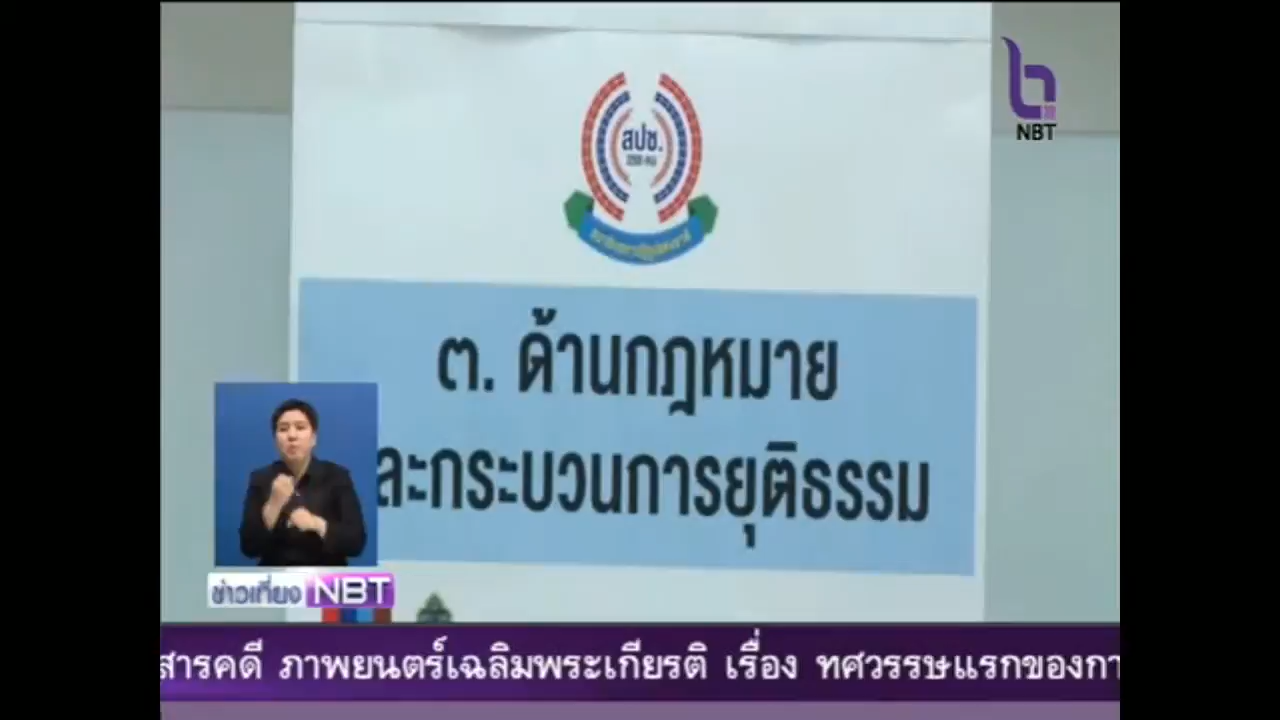 NBT
สปช.
๓. ด้านกฎหมาย
ละกระบวนการยุติธรรม
ข่าวเที่ยง NBT
สารคดี ภาพยนตร์เฉลิมพระเกียรติ เรื่อง ทศวรรษแรกของกา